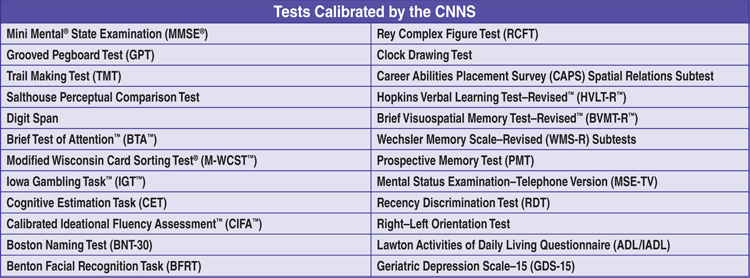 Tests Calibrated by the CNNS
Mini Mental® State Examination (MMSE®)
Rey Complex Figure Test (RCFT)
Grooved Pegboard Test (GPT)
Clock Drawing Test
Trail Making Test (TMT)
Career Abilities Placement Survey (CAPS) Spatial Relations Subtest
Salthouse Perceptual Comparison Test
Hopkins Verbal Learning Test–Revised™ (HVLT-R™)
Digit Span
Brief Visuospatial Memory Test–Revised™ (BVMT-R™)
Brief Test of Attention™ (BTA™)
Wechsler Memory Scale–Revised (WMS-R) Subtests
Modified Wisconsin Card Sorting Test® (M-WCST™)
Prospective Memory Test (PMT)
Iowa Gambling Task™ (IGT™)
Mental Status Examination–Telephone Version (MSE-TV)
Cognitive Estimation Task (CET)
Recency Discrimination Test (RDT)
Calibrated Ideational Fluency Assessment™ (CIFA™)
Right–Left Orientation Test
Boston Naming Test (BNT-30)
Lawton Activities of Daily Living Questionnaire (ADL/IADL)
Benton Facial Recognition Task (BFRT)
Geriatric Depression Scale–15 (GDS-15)